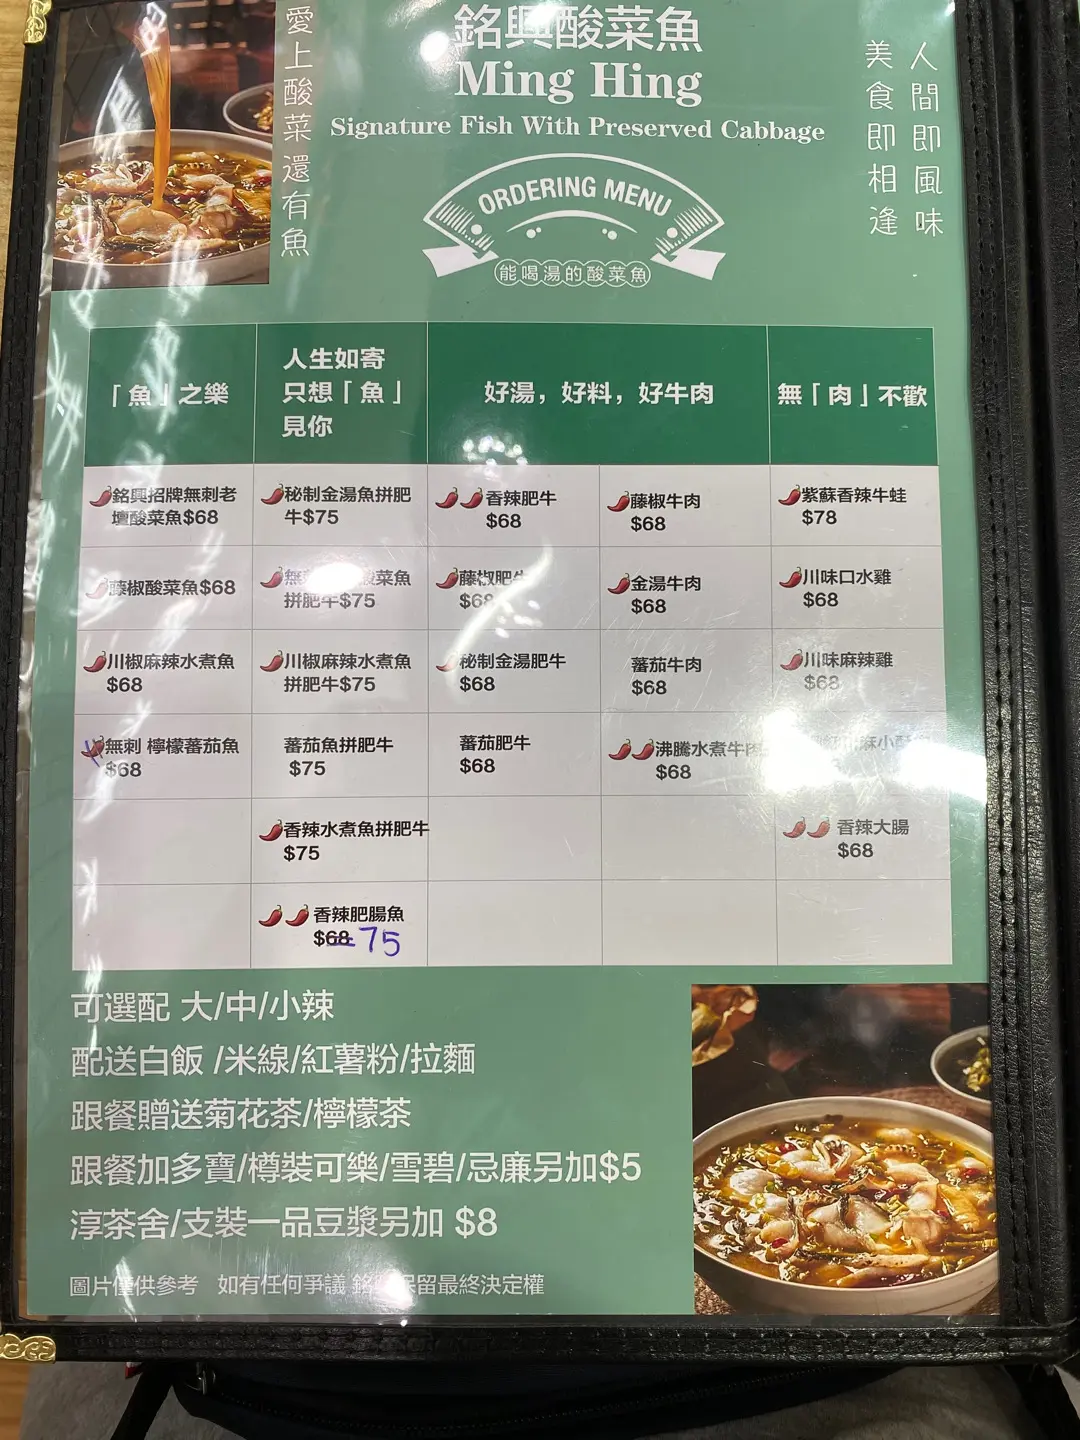 愛上酸菜還有魚
銘興酸菜魚
Ming Hing
Signature Fish With Preserved Cabbage
ORDERING MENU
能喝湯的酸菜魚
人間即風味
美食即相逢
「魚」之樂
人生如寄
只想「魚」
見你
好湯，好料，好牛肉
無「肉」不歡
銘興招牌無刺老
壇酸菜魚$68
秘制金湯魚拼肥
牛$75
香辣肥牛
$68
藤椒牛肉
$68
紫蘇香辣牛蛙
$78
藤椒酸菜魚$68
無 酸菜魚
拼肥牛$75
藤椒肥牛
$68
金湯牛肉
$68
川味口水雞
$68
川椒麻辣水煮魚
$68
川椒麻辣水煮魚
拼肥牛$75
秘制金湯肥牛
$68
蕃茄牛肉
$68
川味麻辣雞
$68
無刺 檸檬蕃茄魚
$68
蕃茄魚拼肥牛
$75
蕃茄肥牛
$68
沸騰水煮牛肉
$68
麻小
香辣水煮魚拼肥牛
$75
香辣大腸
$68
香辣肥腸魚
$68 75
可選配 大/中/小辣
配送白飯 /米線/紅薯粉/拉麵
跟餐贈送菊花茶/檸檬茶
跟餐加多寶/樽裝可樂/雪碧/忌廉另加$5
淳茶舍/支裝一品豆漿另加 $8
圖片僅供參考 如有任何爭議 銘 保留最終決定權